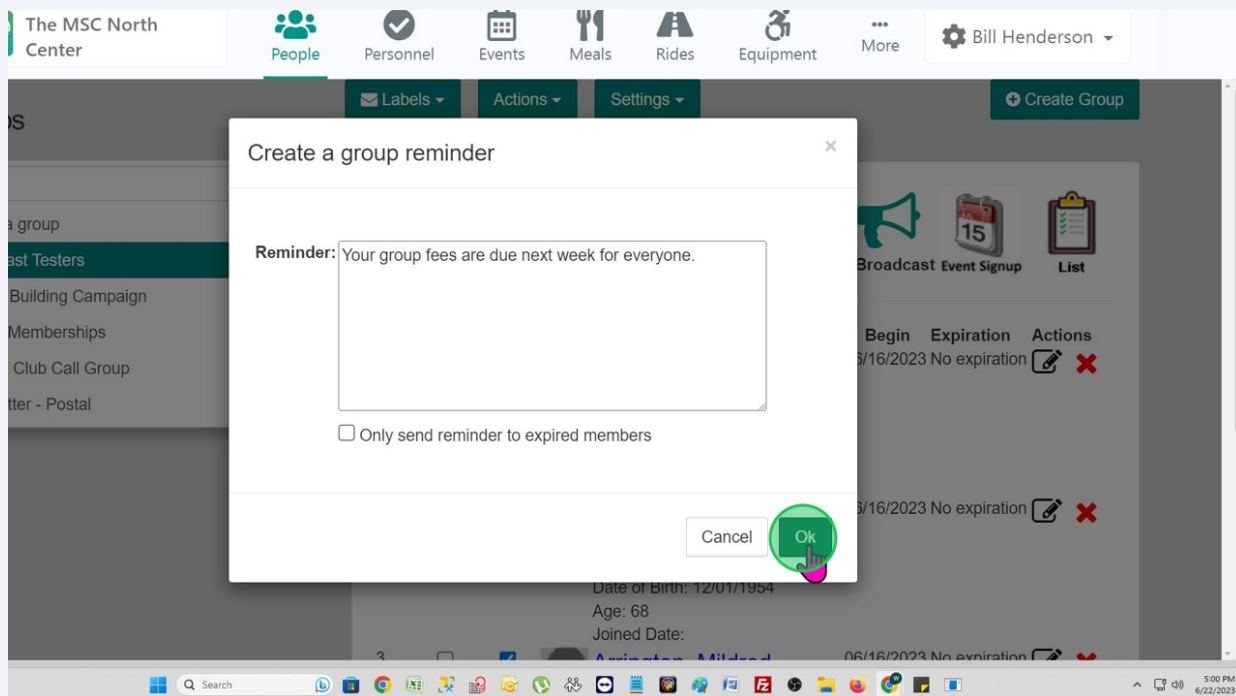 The MSC North
Center
People
Personnel
Events
Meals
Rides
Equipment
More
Bill Henderson
Labels
Actions
Settings
Create Group
Create a group reminder
×
a group
Testers
Building Campaign
Memberships
Club Call Group
- Postal
Reminder:
Your group fees are due next week for everyone.
Only send reminder to expired members
Cancel
Ok
15
Broadcast
Event Signup
List
Begin Expiration Actions
6/16/2023 No expiration
6/16/2023 No expiration
Date of Birth: 12/01/1954
Age: 68
Joined Date:
3
Arrington, Mildred
06/16/2023 No expiration
Search
5:00 PM
6/22/2023